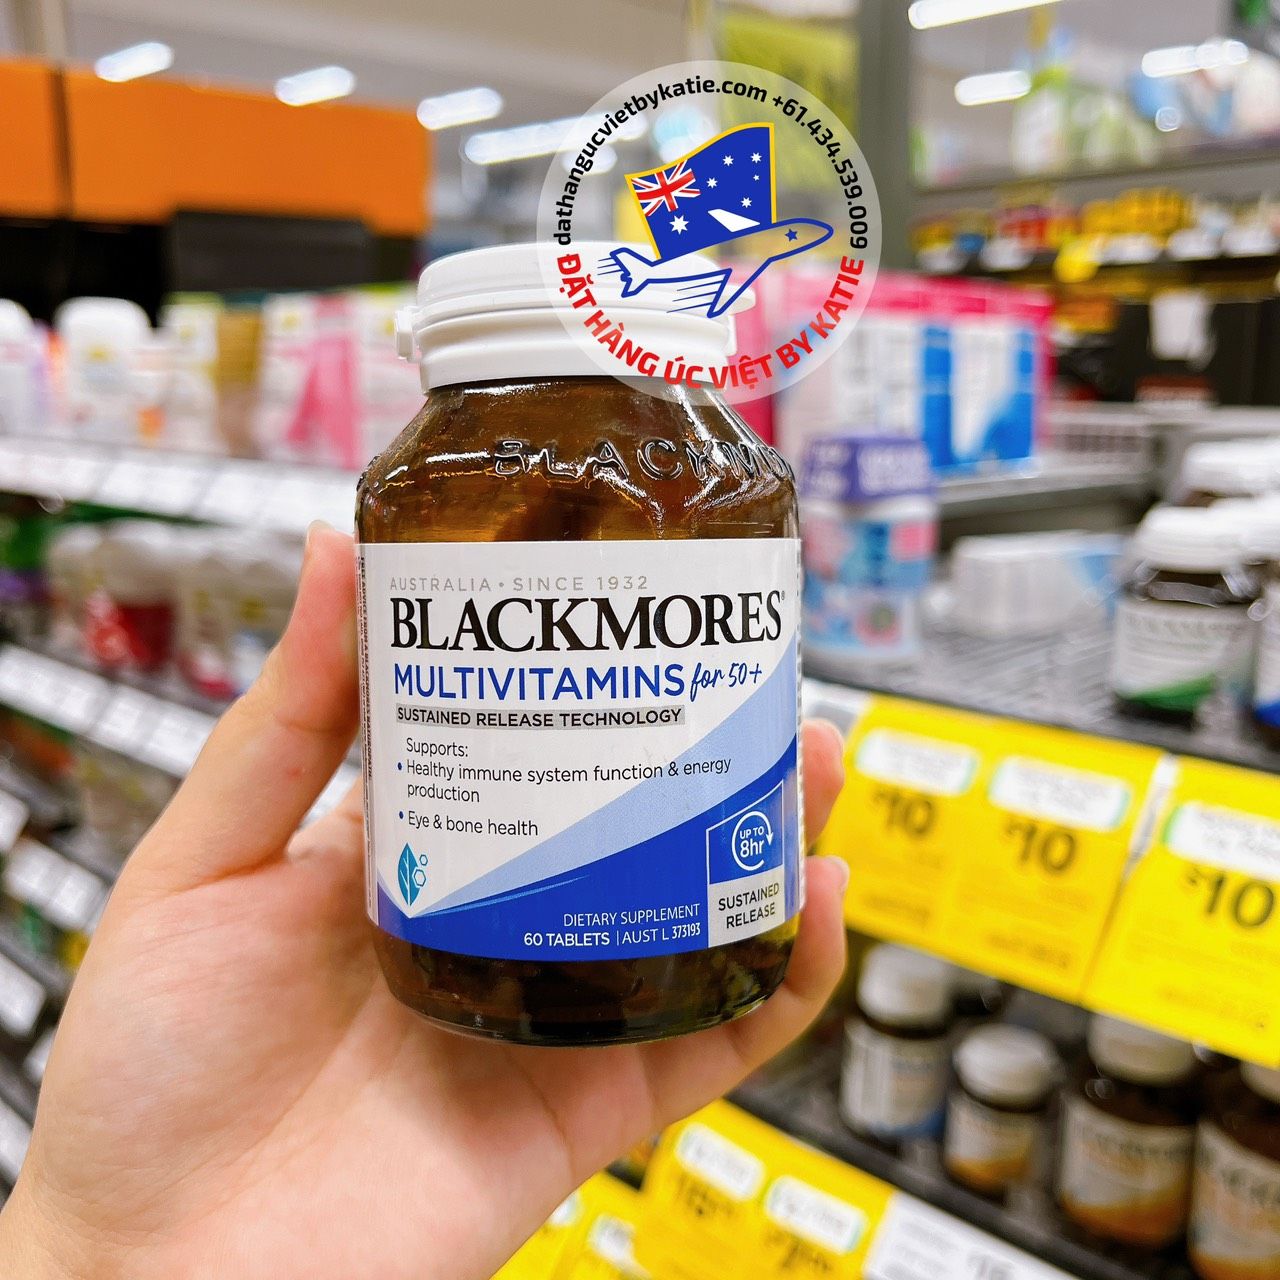 dathangucvietbykatie.com +61.434.539.009
ĐẶT HÀNG ÚC VIỆT BY KATIE
BLACKMO
AUSTRALIA • SINCE 1932
BLACKMORES®
MULTIVITAMINS for 50+
SUSTAINED RELEASE TECHNOLOGY
Supports:
• Healthy immune system function & energy
production
• Eye & bone health
UP TO
8hr
SUSTAINED
RELEASE
DIETARY SUPPLEMENT
60 TABLETS | AUST L 373193
$10
$10
$10